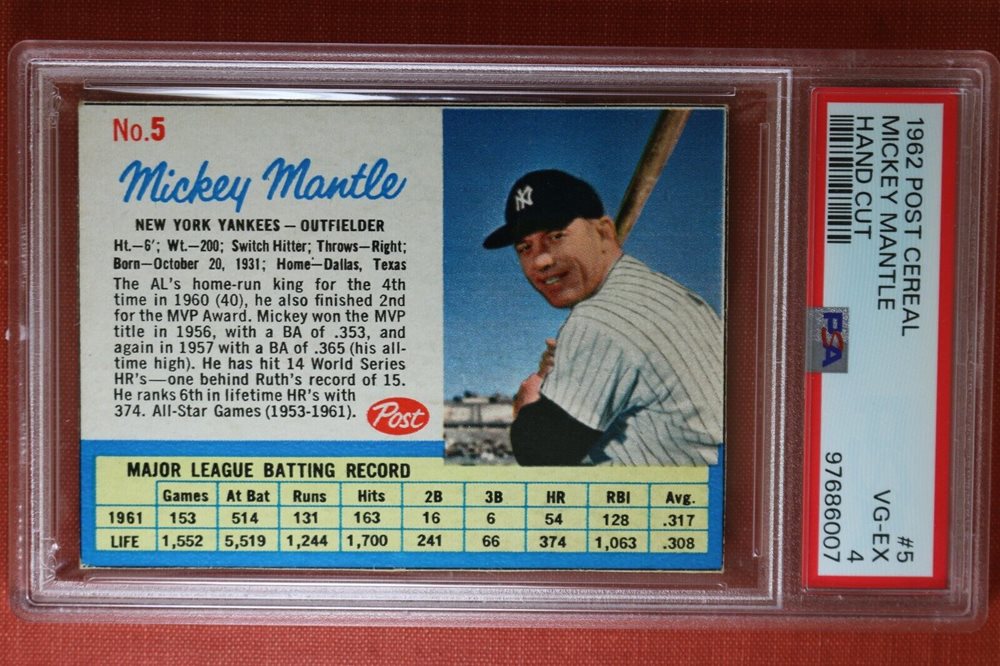 No.5
Mickey Mantle
NEW YORK YANKEES — OUTFIELDER
Ht.—6'; Wt.—200; Switch Hitter; Throws—Right;
Born—October 20, 1931; Home—Dallas, Texas
The AL's home-run king for the 4th
time in 1960 (40), he also finished 2nd
for the MVP Award. Mickey won the MVP
title in 1956, with a BA of .353, and
again in 1957 with a BA of .365 (his all-
time high). He has hit 14 World Series
HR's—one behind Ruth's record of 15.
He ranks 6th in lifetime HR's with
374. All-Star Games (1953-1961).
Post
NY
MAJOR LEAGUE BATTING RECORD
Games At Bat Runs Hits 2B 3B HR RBI Avg.
1961 153 514 131 163 16 6 54 128 .317
LIFE 1,552 5,519 1,244 1,700 241 66 374 1,063 .308
1962 POST CEREAL #5
MICKEY MANTLE VG-EX
HAND CUT 4
PSA
97686007